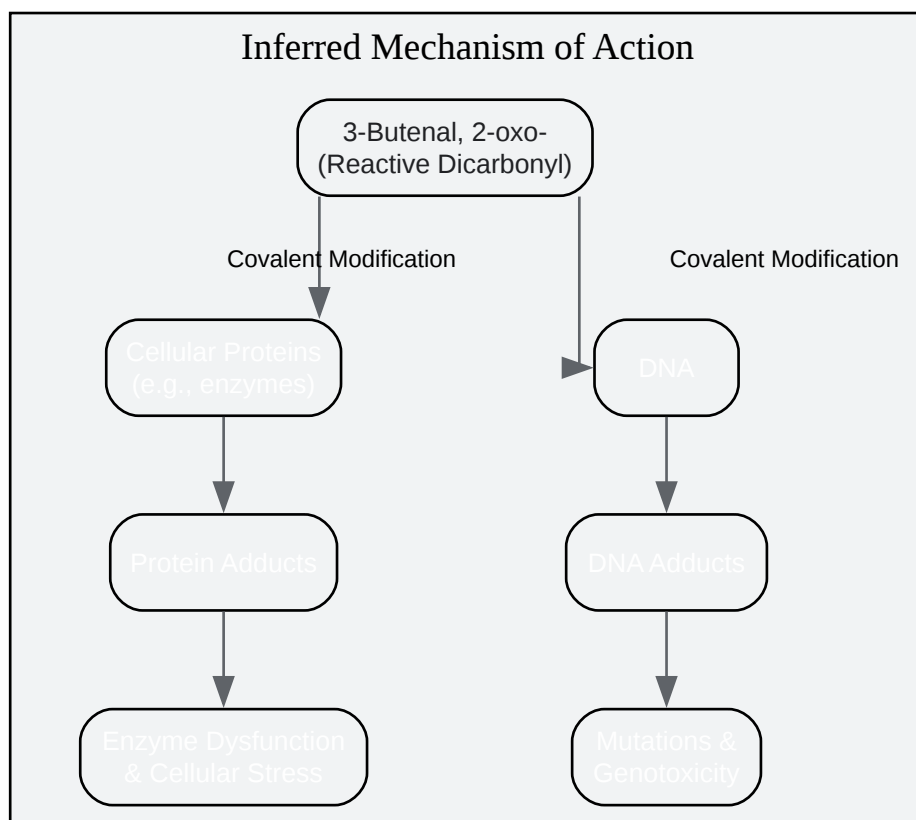 Inferred Mechanism of Action
3-Butenal, 2-oxo-
(Reactive Dicarbonyl)
Covalent Modification
Covalent Modification
Cellular Proteins
(e.g., enzymes)
DNA
Protein Adducts
DNA Adducts
Enzyme Dysfunction
& Cellular Stress
Mutations &
Genotoxicity